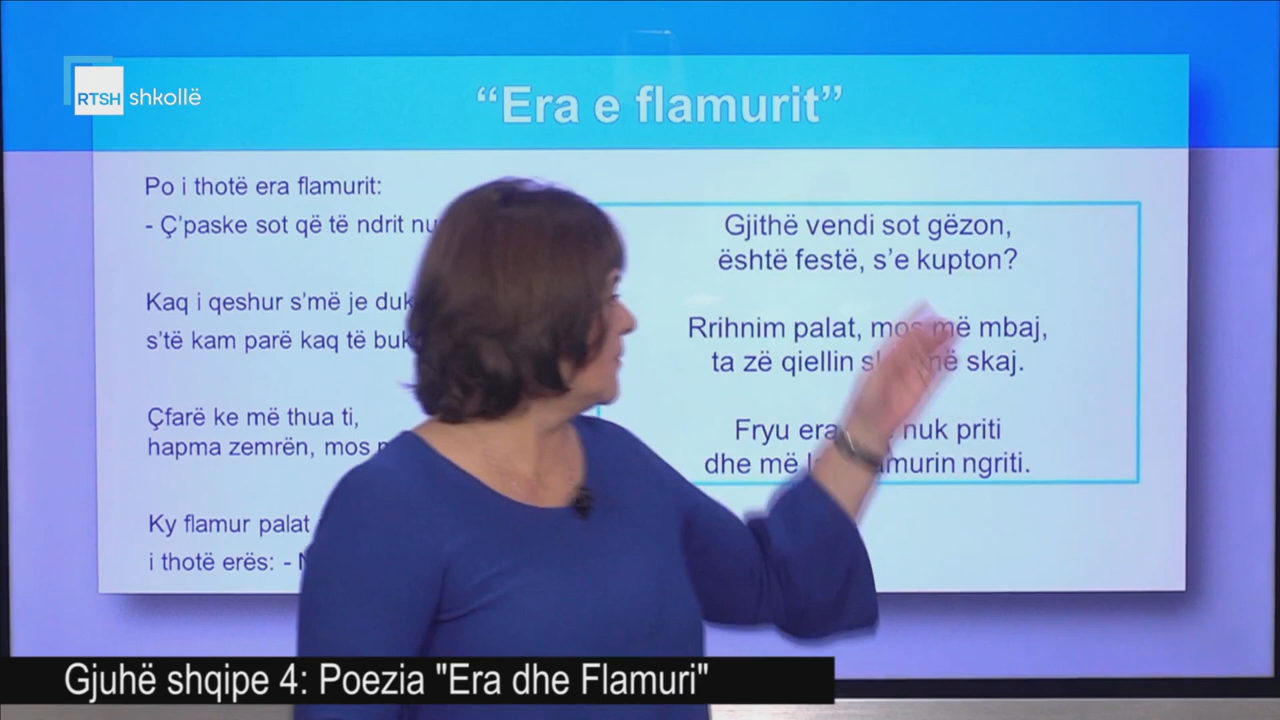 RTSH shkollë
“Era e flamurit”
Po i thotë era flamurit:
- Ç’paske sot që të ndrit
Kaq i qeshur s’më je
s’të kam parë kaq të
Çfarë ke më thua ti,
hapma zemrën, mos
Ky flamur palat
i thotë erës: -
Gjithë vendi sot gëzon,
është festë, s’e kupton?
Rrihnim palat, mos më mbaj,
ta zë qiellin skaj.
Fryu era nuk priti
dhe më ngriti.
Gjuhë shqipe 4: Poezia "Era dhe Flamuri"